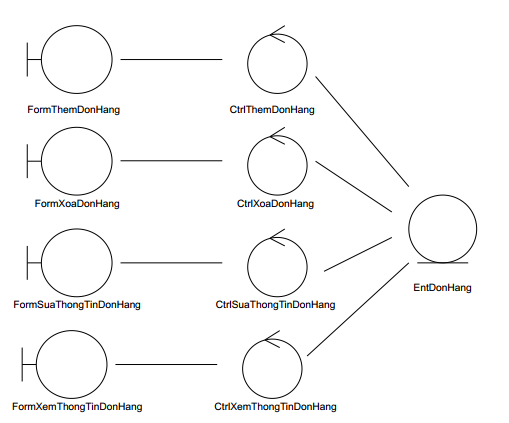 FormThemDonHang
CtrlThemDonHang
FormXoaDonHang
CtrlXoaDonHang
EntDonHang
FormSuaThongTinDonHang
CtrlSuaThongTinDonHang
FormXemThongTinDonHang
CtrlXemThongTinDonHang